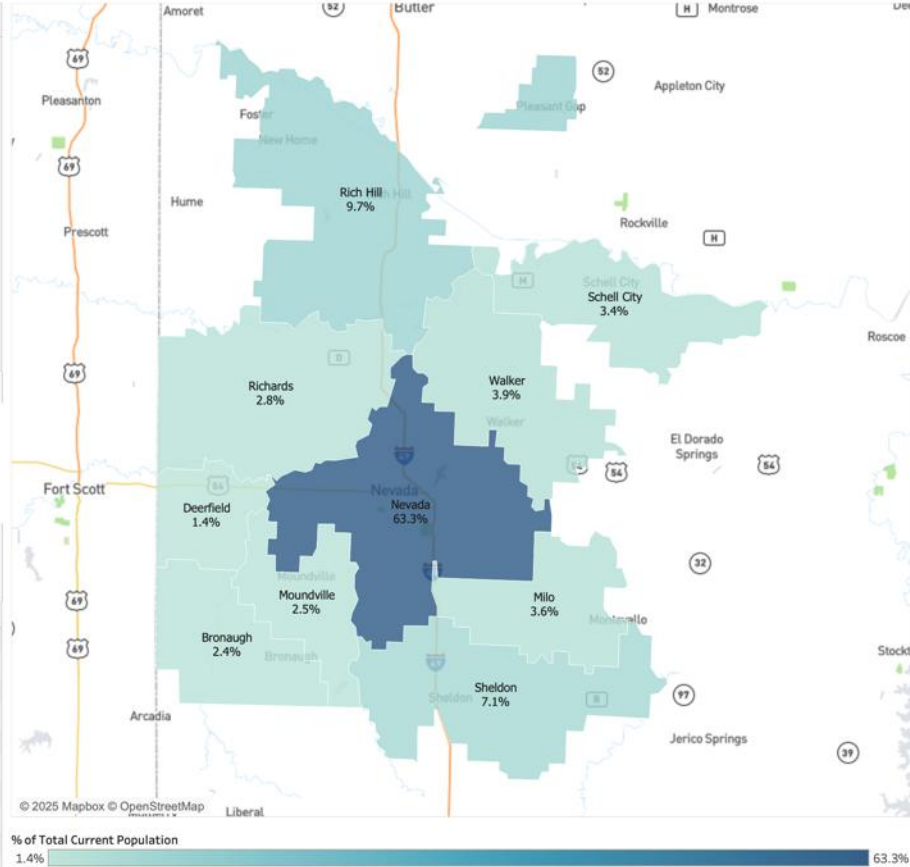 Amoret
52
Butler
H
Montrose
69
52
Pleasanton
Appleton City
Pleasant Gap
Foster
New Home
69
Rich Hill
9.7%
Hume
Rockville
Prescott
H
H
Schell City
Schell City
3.4%
Roscoe
69
Richards
2.8%
Walker
3.9%
Walker
El Dorado
Springs
54
54
54
Fort Scott
54
Nevada
Nevada
63.3%
Deerfield
1.4%
32
Moundville
Moundville
2.5%
Milo
3.6%
69
Bronaugh
2.4%
Bronaugh
69
Sheldon
Sheldon
7.1%
97
Arcadia
Jerico Springs
39
© 2025 Mapbox © OpenStreetMap
Liberal
% of Total Current Population
1.4%
63.3%